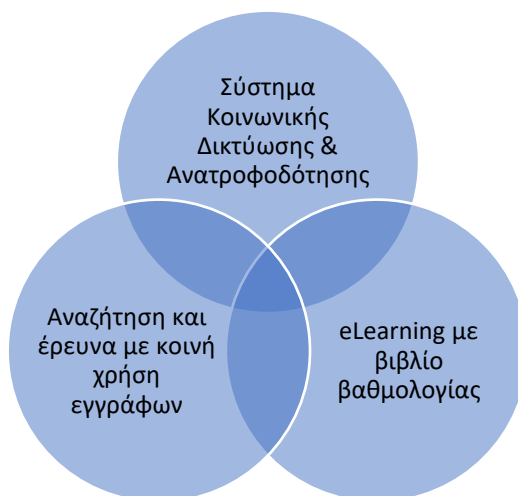 Σύστημα
Κοινωνικής
Δικτύωσης &
Ανατροφοδότησης
Αναζήτηση και
έρευνα με κοινή
χρήση
εγγράφων
eLearning με
βιβλίο
βαθμολογίας